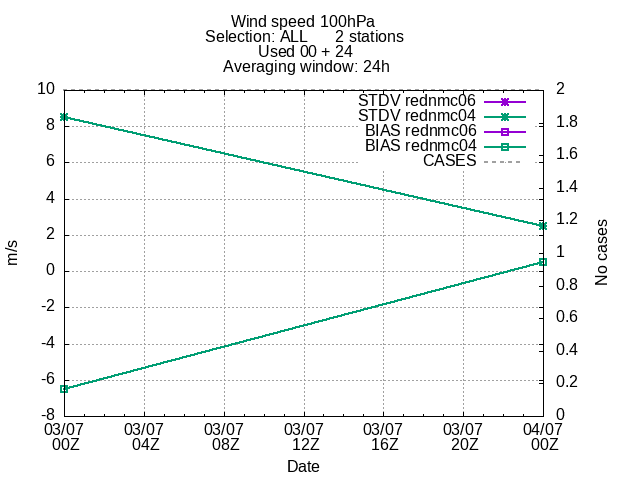 Wind speed 100hPa
Selection: ALL 2 stations
Used 00 + 24
Averaging window: 24h
10
8
6
4
2
0
-2
-4
-6
-8
m/s
STDV rednmc06
STDV rednmc04
BIAS rednmc06
BIAS rednmc04
CASES
2
1.8
1.6
1.4
1.2
1
0.8
0.6
0.4
0.2
0
No cases
03/07 03/07 03/07 03/07 03/07 03/07 04/07
00Z 04Z 08Z 12Z 16Z 20Z 00Z
Date